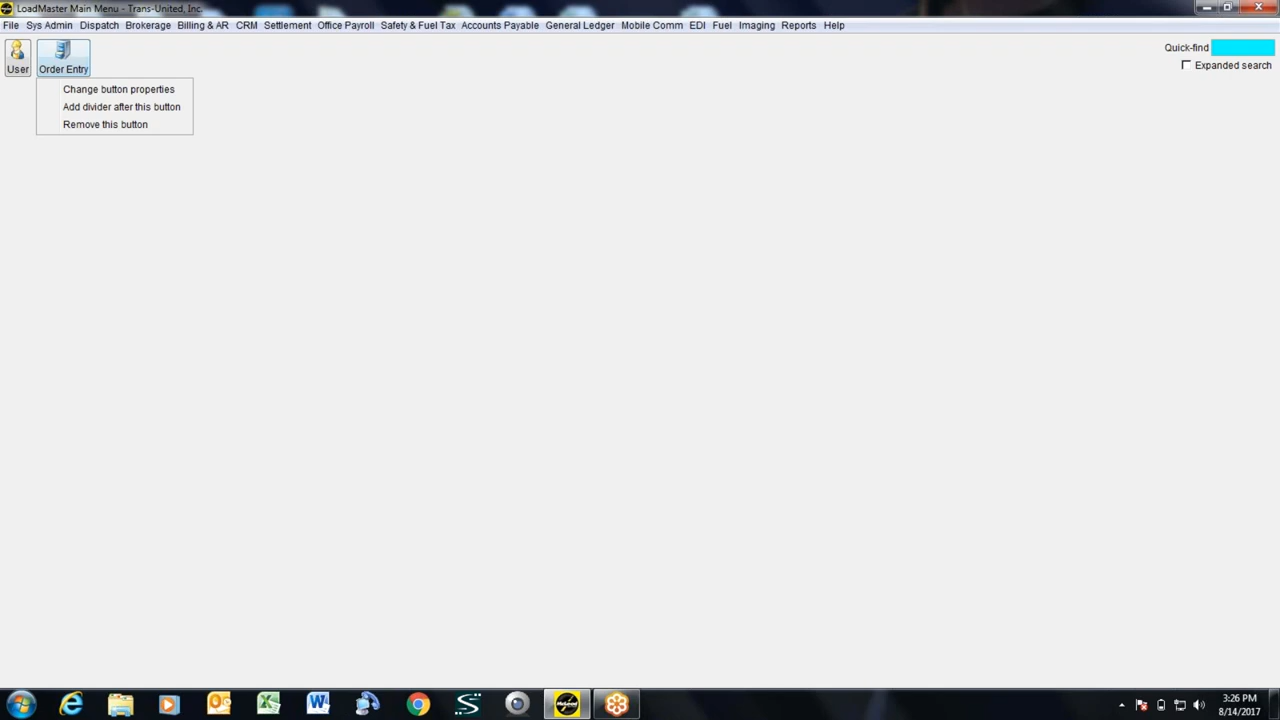 LoadMaster Main Menu - Trans-United, Inc.
File Sys Admin Dispatch Brokerage Billing & AR CRM Settlement Office Payroll Safety & Fuel Tax Accounts Payable General Ledger Mobile Comm EDI Fuel Imaging Reports Help
User Order Entry
Quick-find
Expanded search
Change button properties
Add divider after this button
Remove this button
McLeod
3:26 PM
8/14/2017